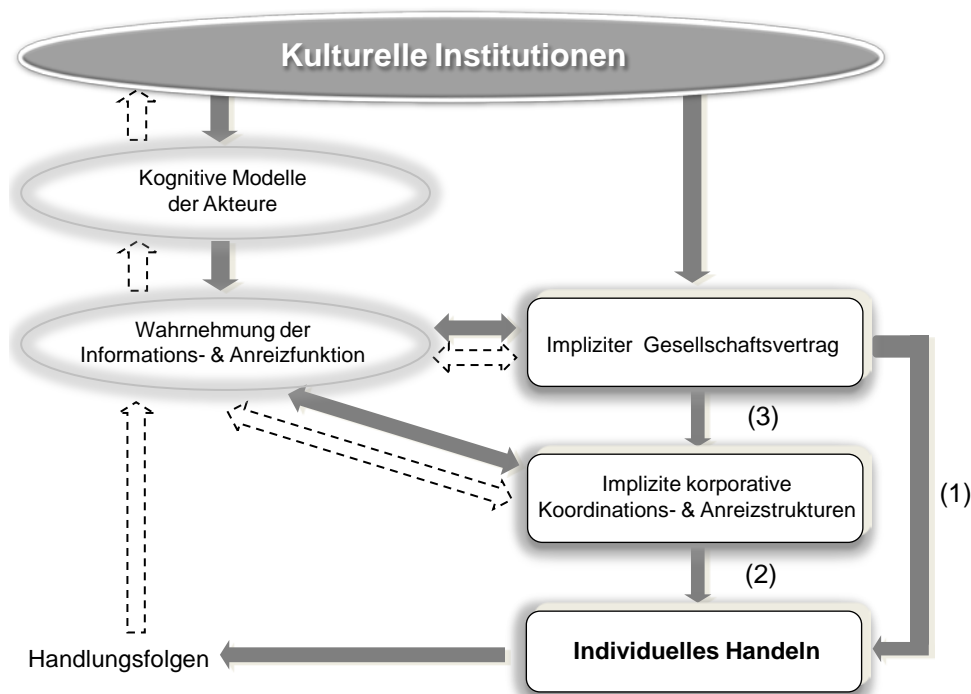 Kulturelle Institutionen
Kognitive Modelle
der Akteure
Wahrnehmung der
Informations- & Anreizfunktion
Impliziter Gesellschaftsvertrag
(3)
Implizite korporative
Koordinations- & Anreizstrukturen
(1)
(2)
Individuelles Handeln
Handlungsfolgen